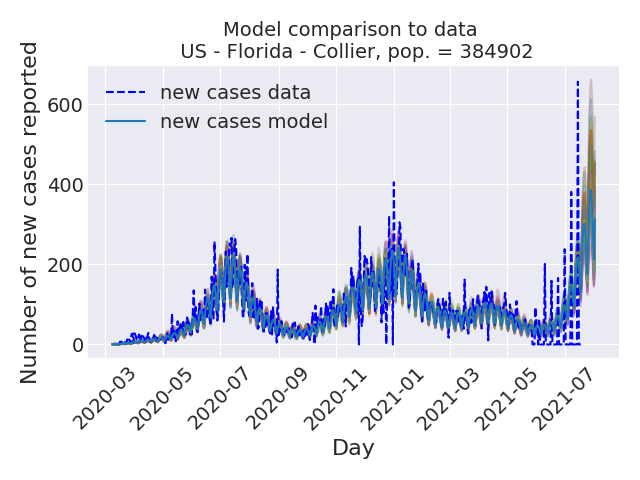 Model comparison to data
US - Florida - Collier, pop. = 384902
Number of new cases reported
600
400
200
0
new cases data
new cases model
2020-03
2020-05
2020-07
2020-09
2020-11
2021-01
2021-03
2021-05
2021-07
Day